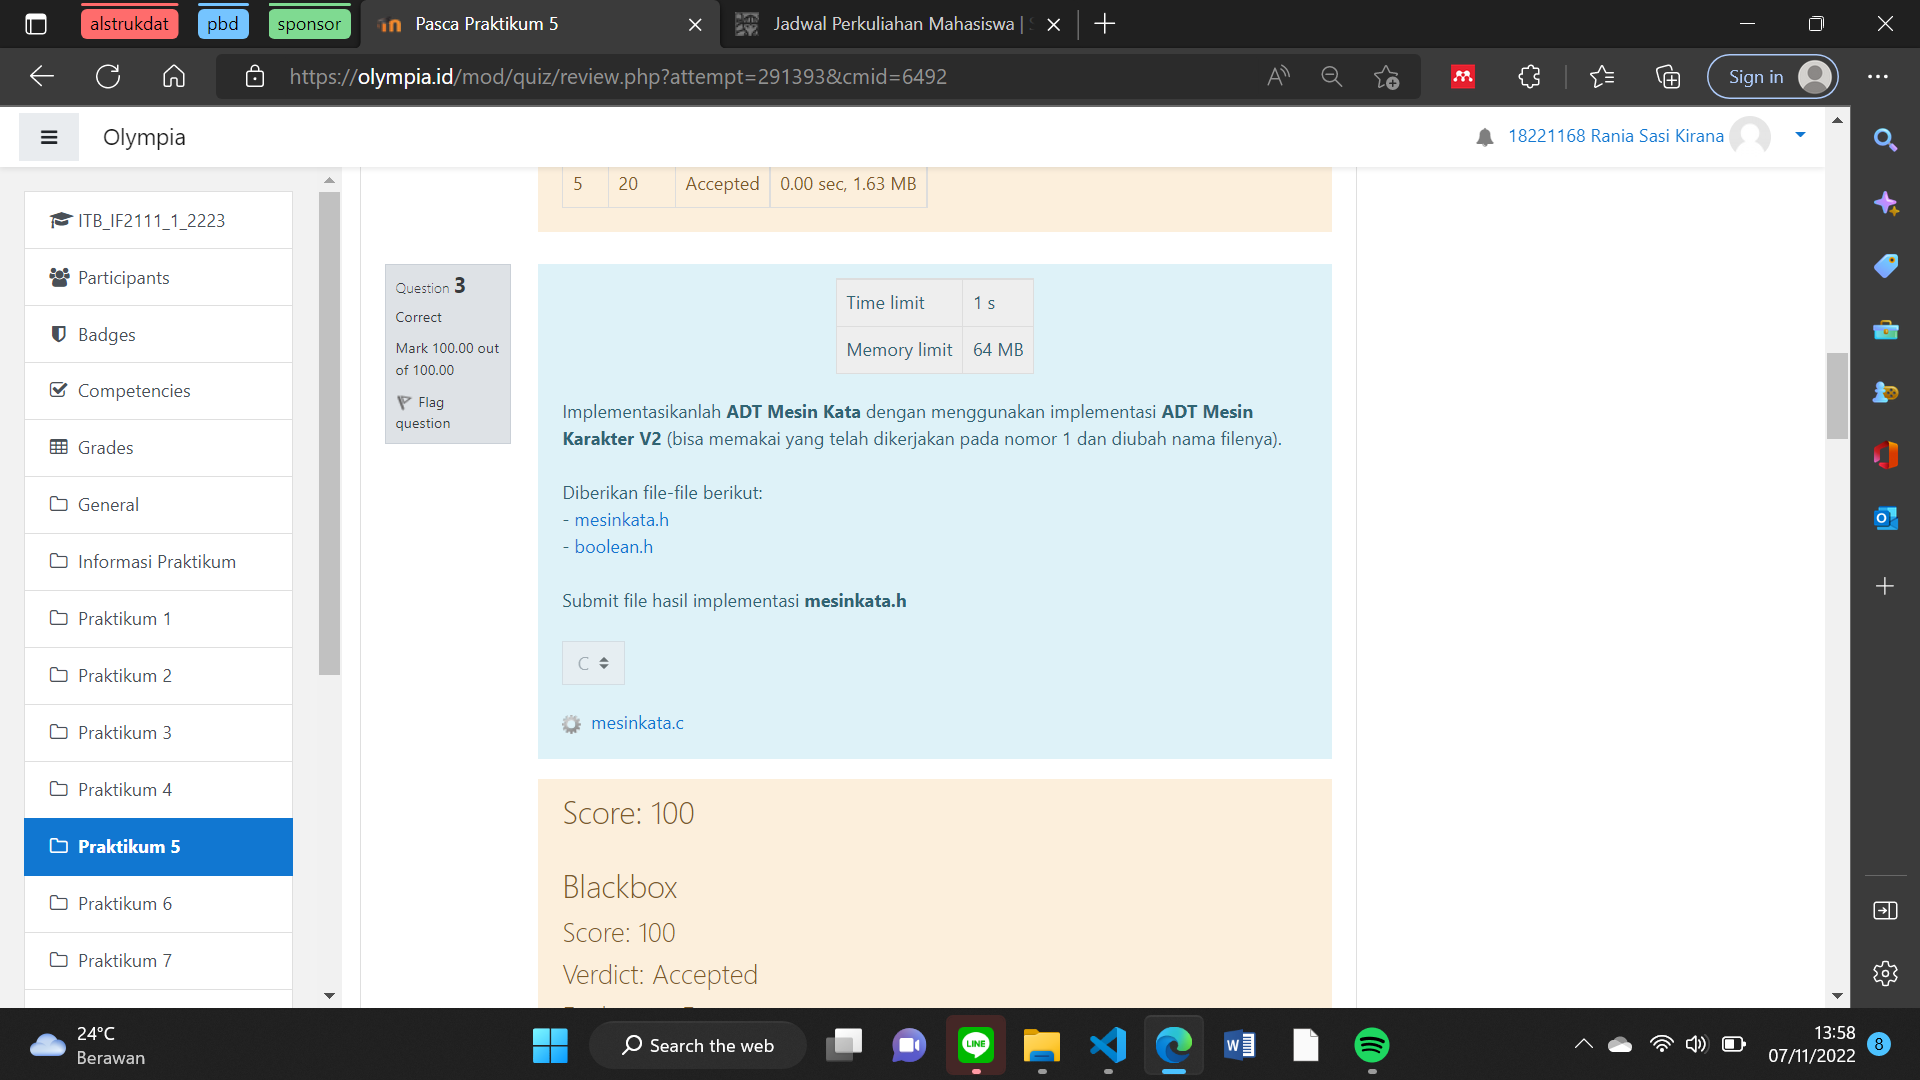 alstrukdat
pbd
sponsor
Pasca Praktikum 5
Jadwal Perkuliahan Mahasiswa |
https://olympia.id/mod/quiz/review.php?attempt=291393&cmid=6492
Sign in
Olympia
18221168 Rania Sasi Kirana
ITB_IF2111_1_2223
Participants
Badges
Competencies
Grades
General
Informasi Praktikum
Praktikum 1
Praktikum 2
Praktikum 3
Praktikum 4
Praktikum 5
Praktikum 6
Praktikum 7
5 20 Accepted 0.00 sec, 1.63 MB
Question 3
Correct
Mark 100.00 out
of 100.00
Flag
question
Time limit 1 s
Memory limit 64 MB
Implementasikanlah ADT Mesin Kata dengan menggunakan implementasi ADT Mesin
Karakter V2 (bisa memakai yang telah dikerjakan pada nomor 1 dan diubah nama filenya).
Diberikan file-file berikut:
- mesinkata.h
- boolean.h
Submit file hasil implementasi mesinkata.h
C
mesinkata.c
Score: 100
Blackbox
Score: 100
Verdict: Accepted
24°C
Berawan
Search the web
LINE
13:58
07/11/2022
8